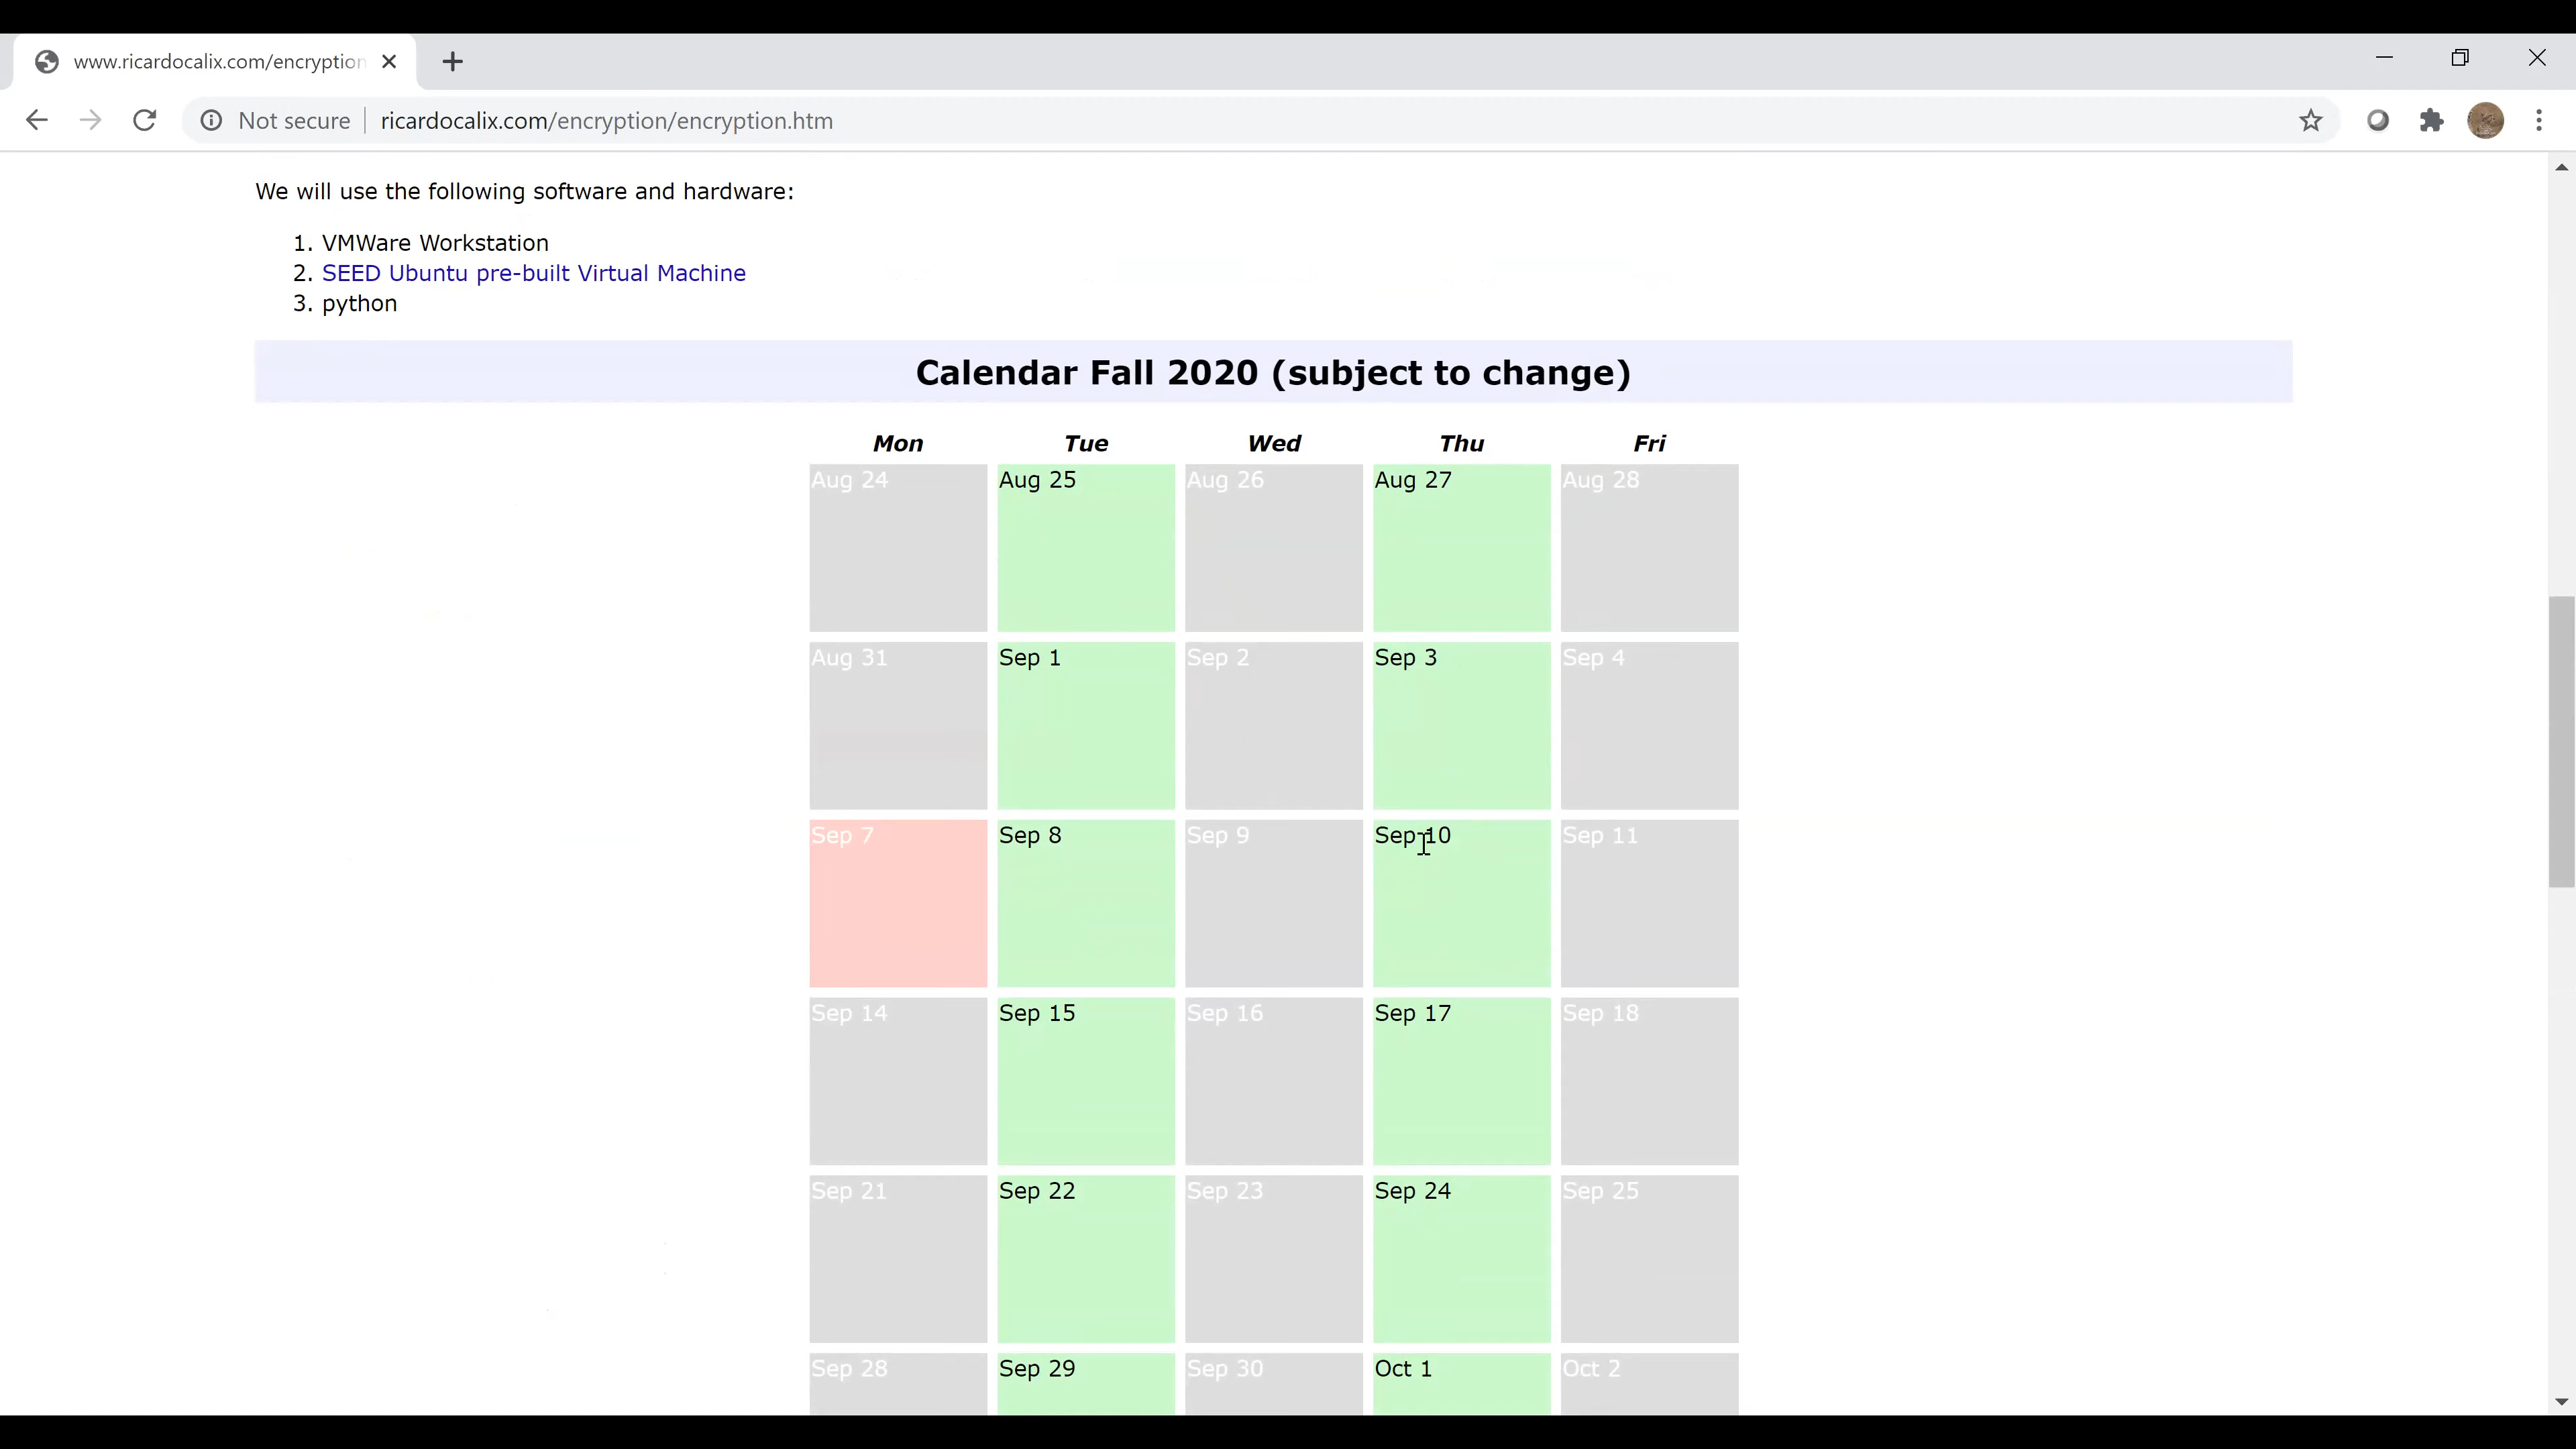 www.ricardocalix.com/encryption
Not secure | ricardocalix.com/encryption/encryption.htm
We will use the following software and hardware:
1. VMWare Workstation
2. SEED Ubuntu pre-built Virtual Machine
3. python
Calendar Fall 2020 (subject to change)
Mon Tue Wed Thu Fri
Aug 24 Aug 25 Aug 26 Aug 27 Aug 28
Aug 31 Sep 1 Sep 2 Sep 3 Sep 4
Sep 7 Sep 8 Sep 9 Sep 10 Sep 11
Sep 14 Sep 15 Sep 16 Sep 17 Sep 18
Sep 21 Sep 22 Sep 23 Sep 24 Sep 25
Sep 28 Sep 29 Sep 30 Oct 1 Oct 2